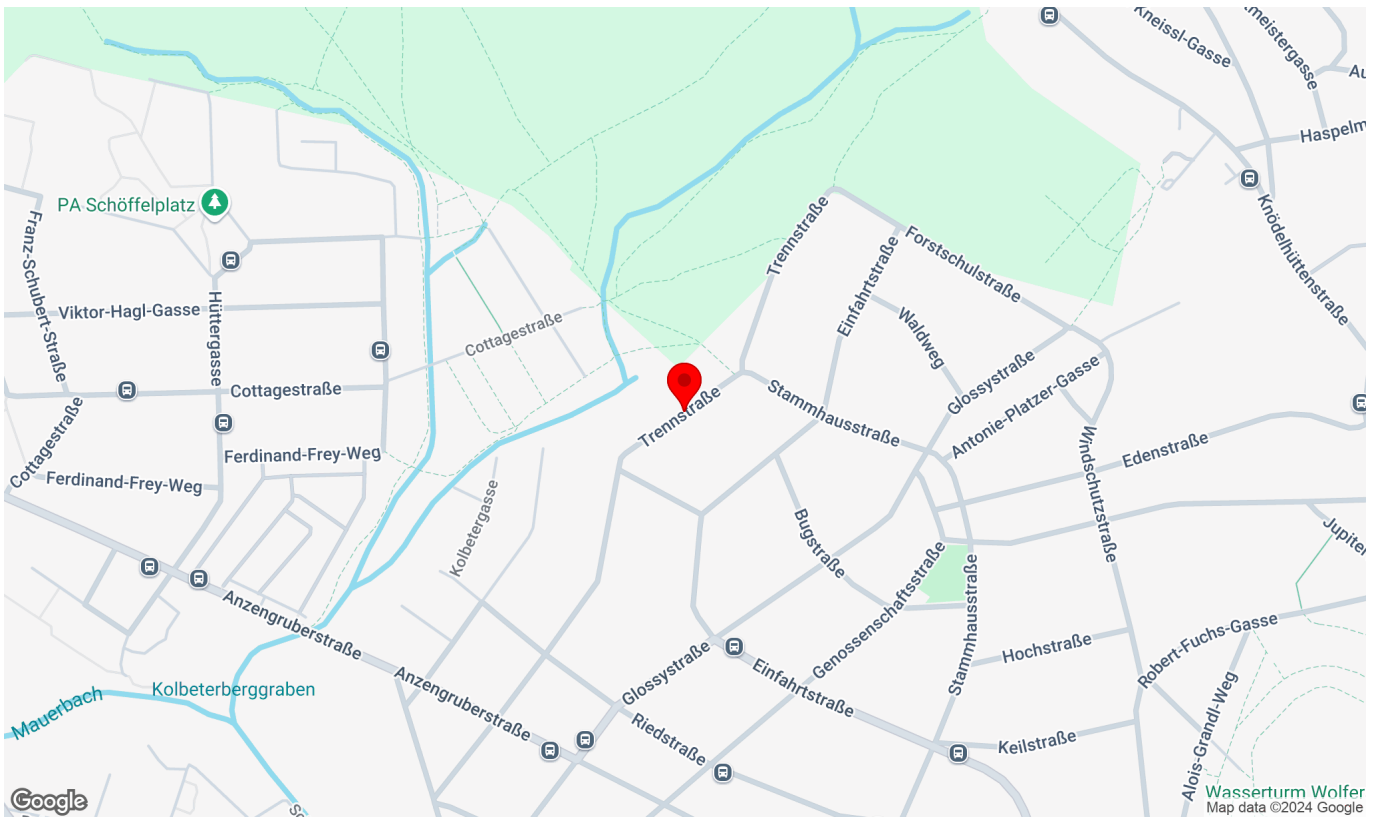 Kneissl-Gasse
meistergasse
Au
Haspelm
Knödelhüttenstraße
PA Schöffelplatz
Franz-Schubert-Straße
Viktor-Hagl-Gasse
Hüttergasse
Cottagestraße
Cottagestraße
Cottagestraße
Ferdinand-Frey-Weg
Ferdinand-Frey-Weg
Trennstraße
Einfahrtstraße
Forstschulstraße
Waldweg
Glossystraße
Antonie-Platzer-Gasse
Trennstraße
Stammhausstraße
Windschutzstraße
Edenstraße
Kolbetergasse
Bugstraße
Genossenschaftsstraße
Stammhausstraße
Jupiter
Hochstraße
Robert-Fuchs-Gasse
Anzengruberstraße
Anzengruberstraße
Kolbeterberggraben
Mauerbach
Glossystraße
Riedstraße
Einfahrtstraße
Keilstraße
Alois-Grandl-Weg
Wasserturm Wolfer
Google
Map data ©2024 Google